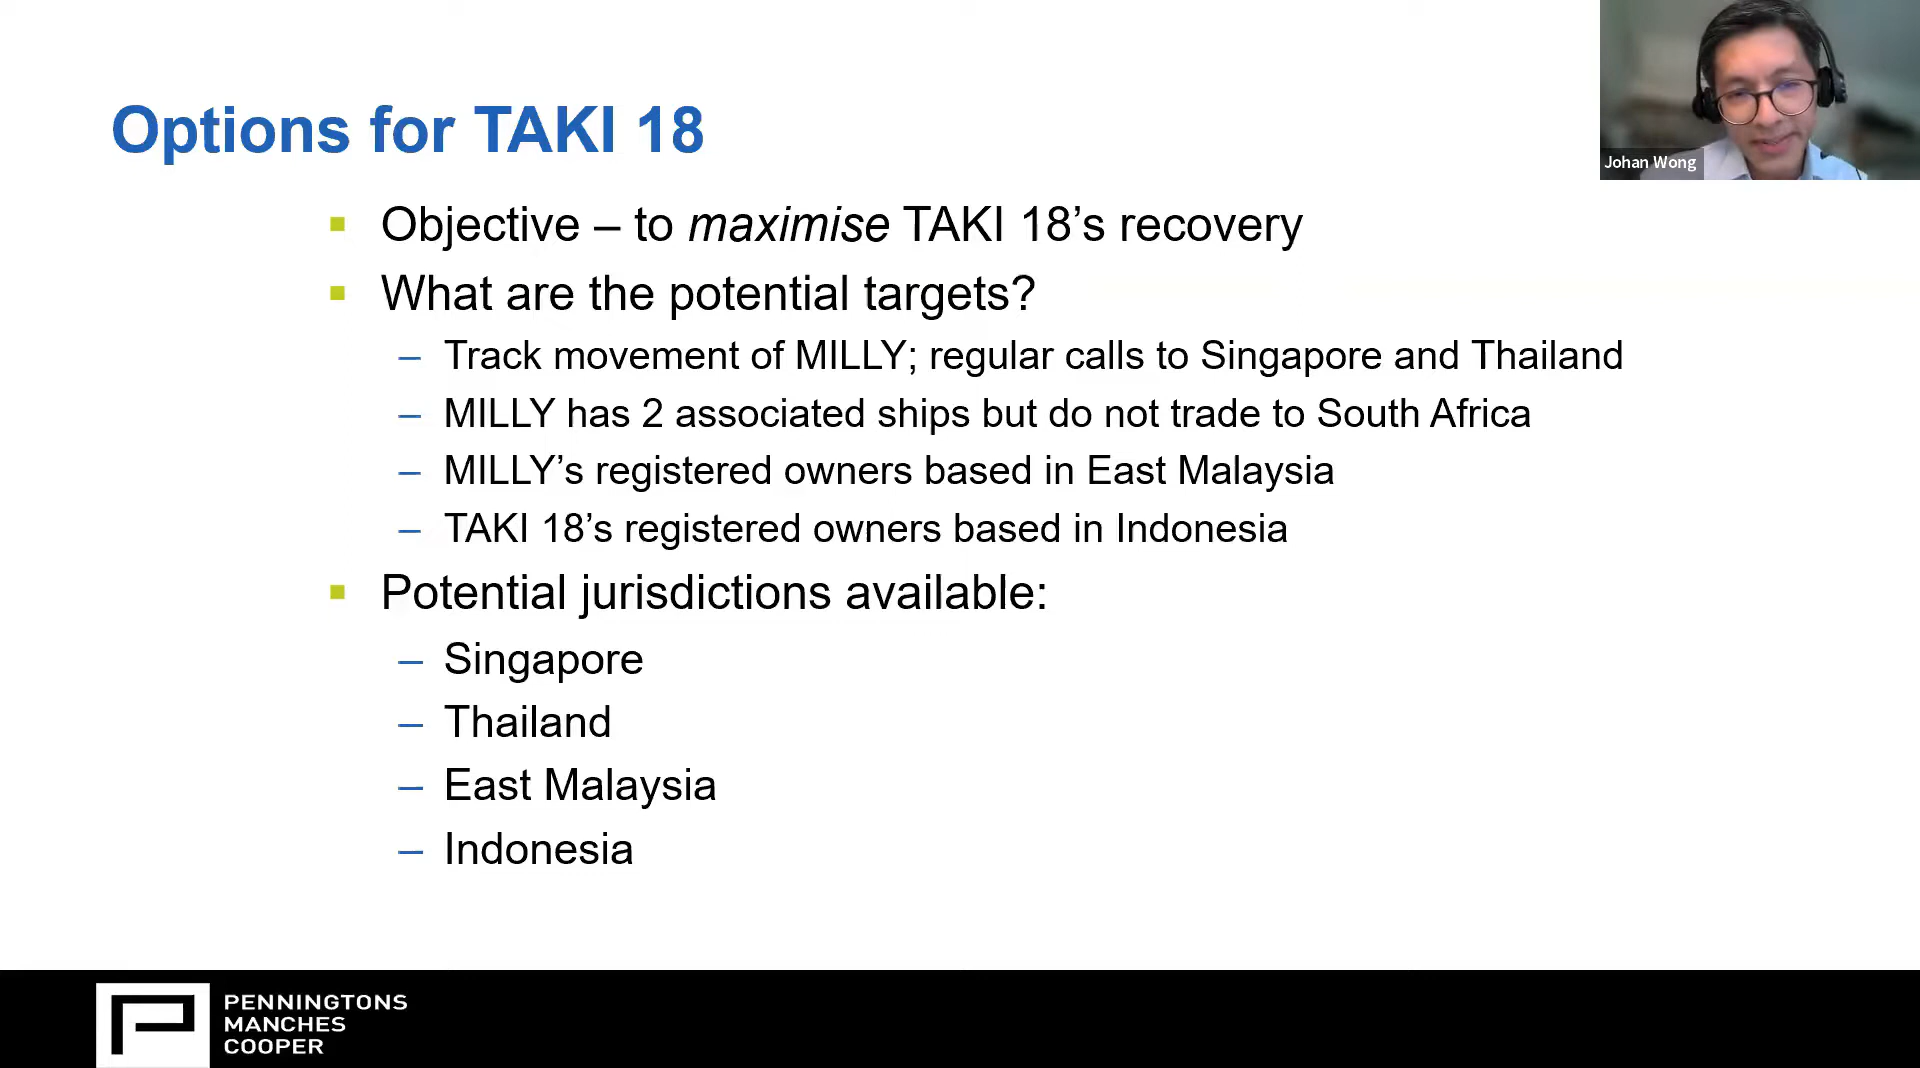 Options for TAKI 18
Johan Wong
Objective – to maximise TAKI 18’s recovery
What are the potential targets?
– Track movement of MILLY; regular calls to Singapore and Thailand
– MILLY has 2 associated ships but do not trade to South Africa
– MILLY’s registered owners based in East Malaysia
– TAKI 18’s registered owners based in Indonesia
Potential jurisdictions available:
– Singapore
– Thailand
– East Malaysia
– Indonesia
PENNINGTONS
MANCHES
COOPER